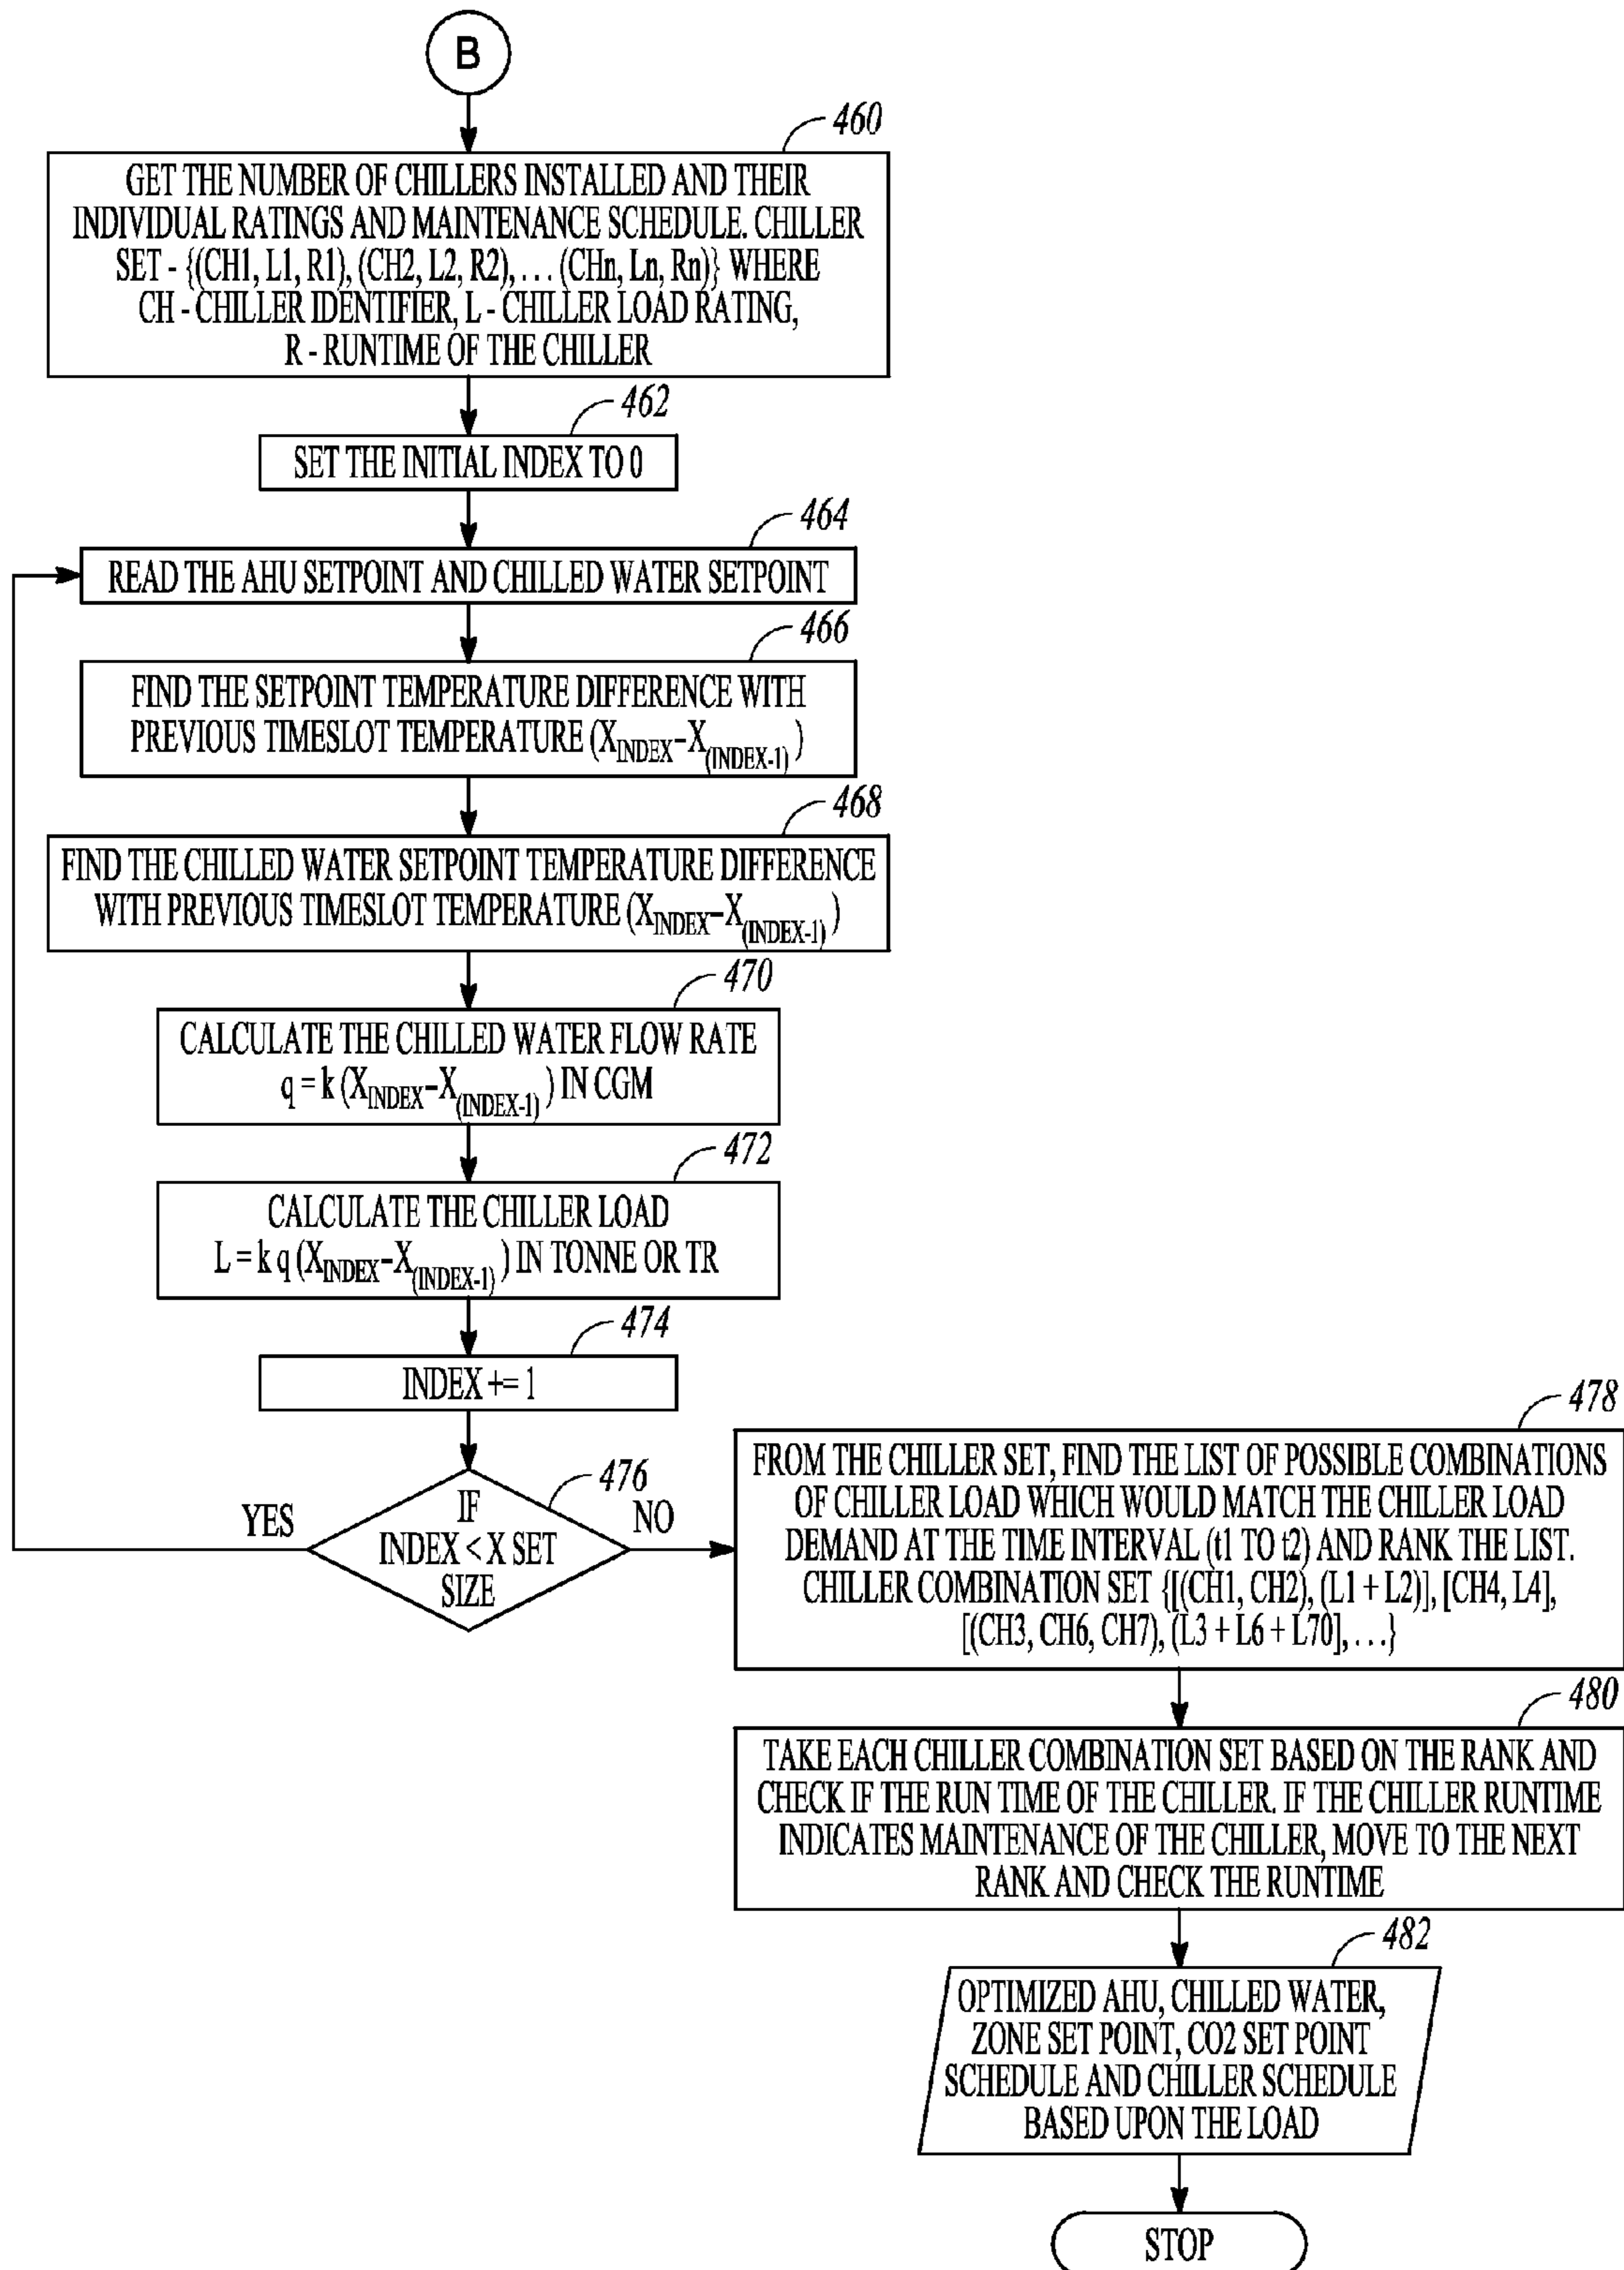 B
460
GET THE NUMBER OF CHILLERS INSTALLED AND THEIR
INDIVIDUAL RATINGS AND MAINTENANCE SCHEDULE. CHILLER
SET - {(CH1, L1, R1), (CH2, L2, R2), . . . (CHn, Ln, Rn)} WHERE
CH - CHILLER IDENTIFIER, L - CHILLER LOAD RATING,
R - RUNTIME OF THE CHILLER
462
SET THE INITIAL INDEX TO 0
464
READ THE AHU SETPOINT AND CHILLED WATER SETPOINT
466
FIND THE SETPOINT TEMPERATURE DIFFERENCE WITH
PREVIOUS TIMESLOT TEMPERATURE (X_INDEX–X_(INDEX-1))
468
FIND THE CHILLED WATER SETPOINT TEMPERATURE DIFFERENCE
WITH PREVIOUS TIMESLOT TEMPERATURE (X_INDEX–X_(INDEX-1))
470
CALCULATE THE CHILLED WATER FLOW RATE
q = k (X_INDEX–X_(INDEX-1)) IN CGM
472
CALCULATE THE CHILLER LOAD
L = k q (X_INDEX–X_(INDEX-1)) IN TONNE OR TR
474
INDEX += 1
476
IF
INDEX < X SET
SIZE
YES
NO
478
FROM THE CHILLER SET, FIND THE LIST OF POSSIBLE COMBINATIONS
OF CHILLER LOAD WHICH WOULD MATCH THE CHILLER LOAD
DEMAND AT THE TIME INTERVAL (t1 TO t2) AND RANK THE LIST.
CHILLER COMBINATION SET {[(CH1, CH2), (L1 + L2)], [CH4, L4],
[(CH3, CH6, CH7), (L3 + L6 + L70], . . .}
480
TAKE EACH CHILLER COMBINATION SET BASED ON THE RANK AND
CHECK IF THE RUN TIME OF THE CHILLER. IF THE CHILLER RUNTIME
INDICATES MAINTENANCE OF THE CHILLER, MOVE TO THE NEXT
RANK AND CHECK THE RUNTIME
482
OPTIMIZED AHU, CHILLED WATER,
ZONE SET POINT, CO2 SET POINT
SCHEDULE AND CHILLER SCHEDULE
BASED UPON THE LOAD
STOP